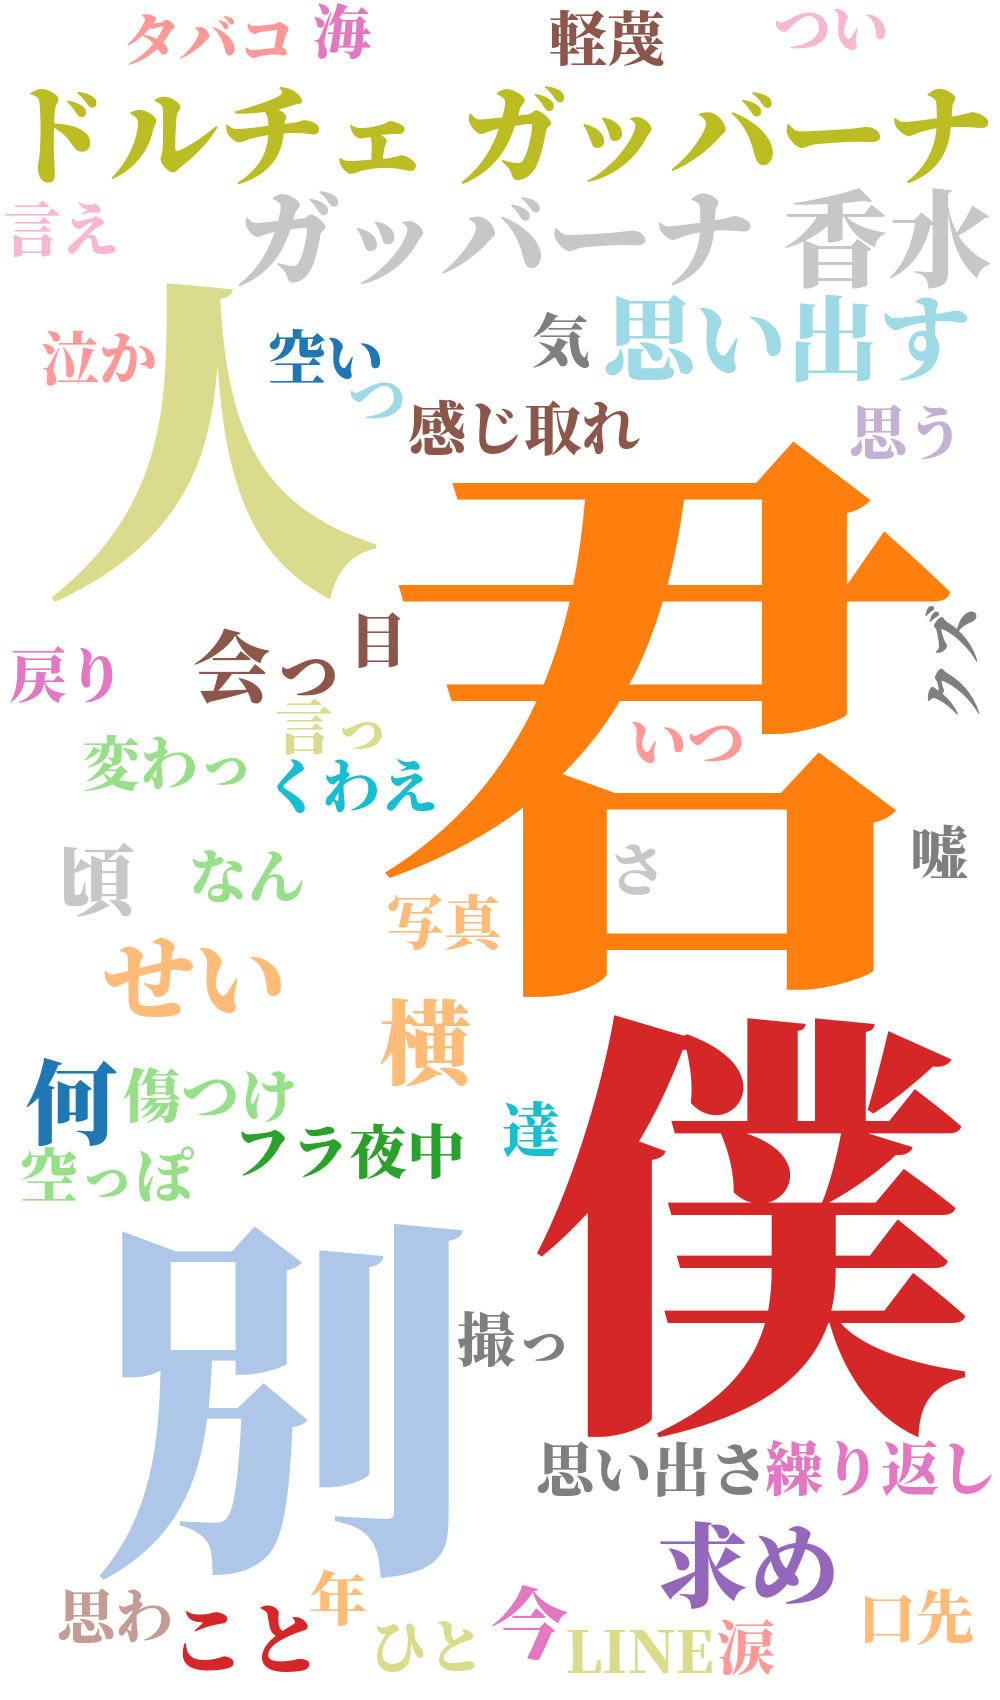 タバコ
海
軽蔑
つい
ドルチェ ガッバーナ
言え
ガッバーナ
香水
人
泣か
空い
つ
気
思い出す
感じ取れ
思う
君
クズ
目
戻り
会っ
言っ
いつ
変わっ
くわえ
さ
嘘
頃
なん
写真
せい
横
僕
何
傷つけ
達
フラ
夜中
空っぽ
別
撮っ
思い出さ
繰り返し
求め
思わ
こと
年
ひと
今
LINE
涙
口先